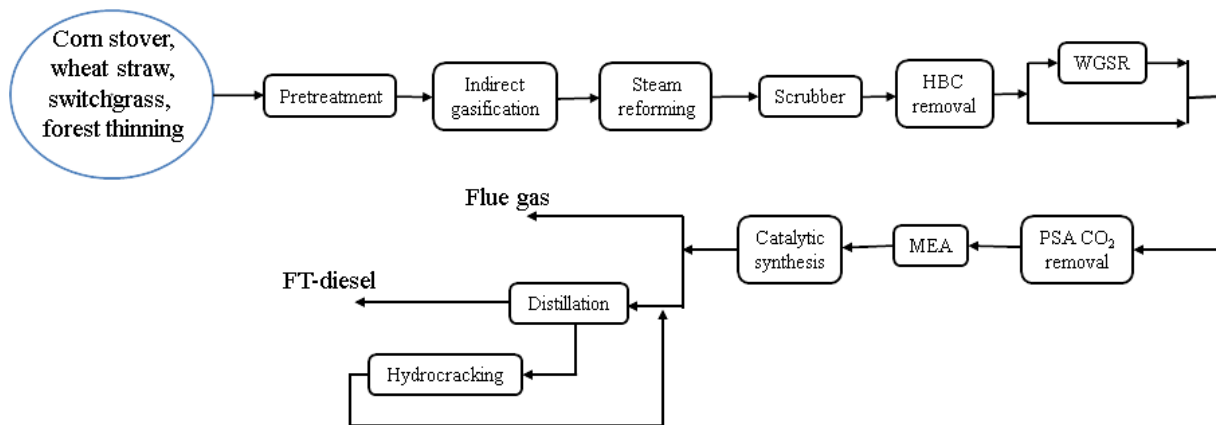 Corn stover,
wheat straw,
switchgrass,
forest thinning
Pretreatment
Indirect
gasification
Steam
reforming
Scrubber
HBC
removal
WGSR
Flue gas
Catalytic
synthesis
MEA
PSA CO₂
removal
FT-diesel
Distillation
Hydrocracking